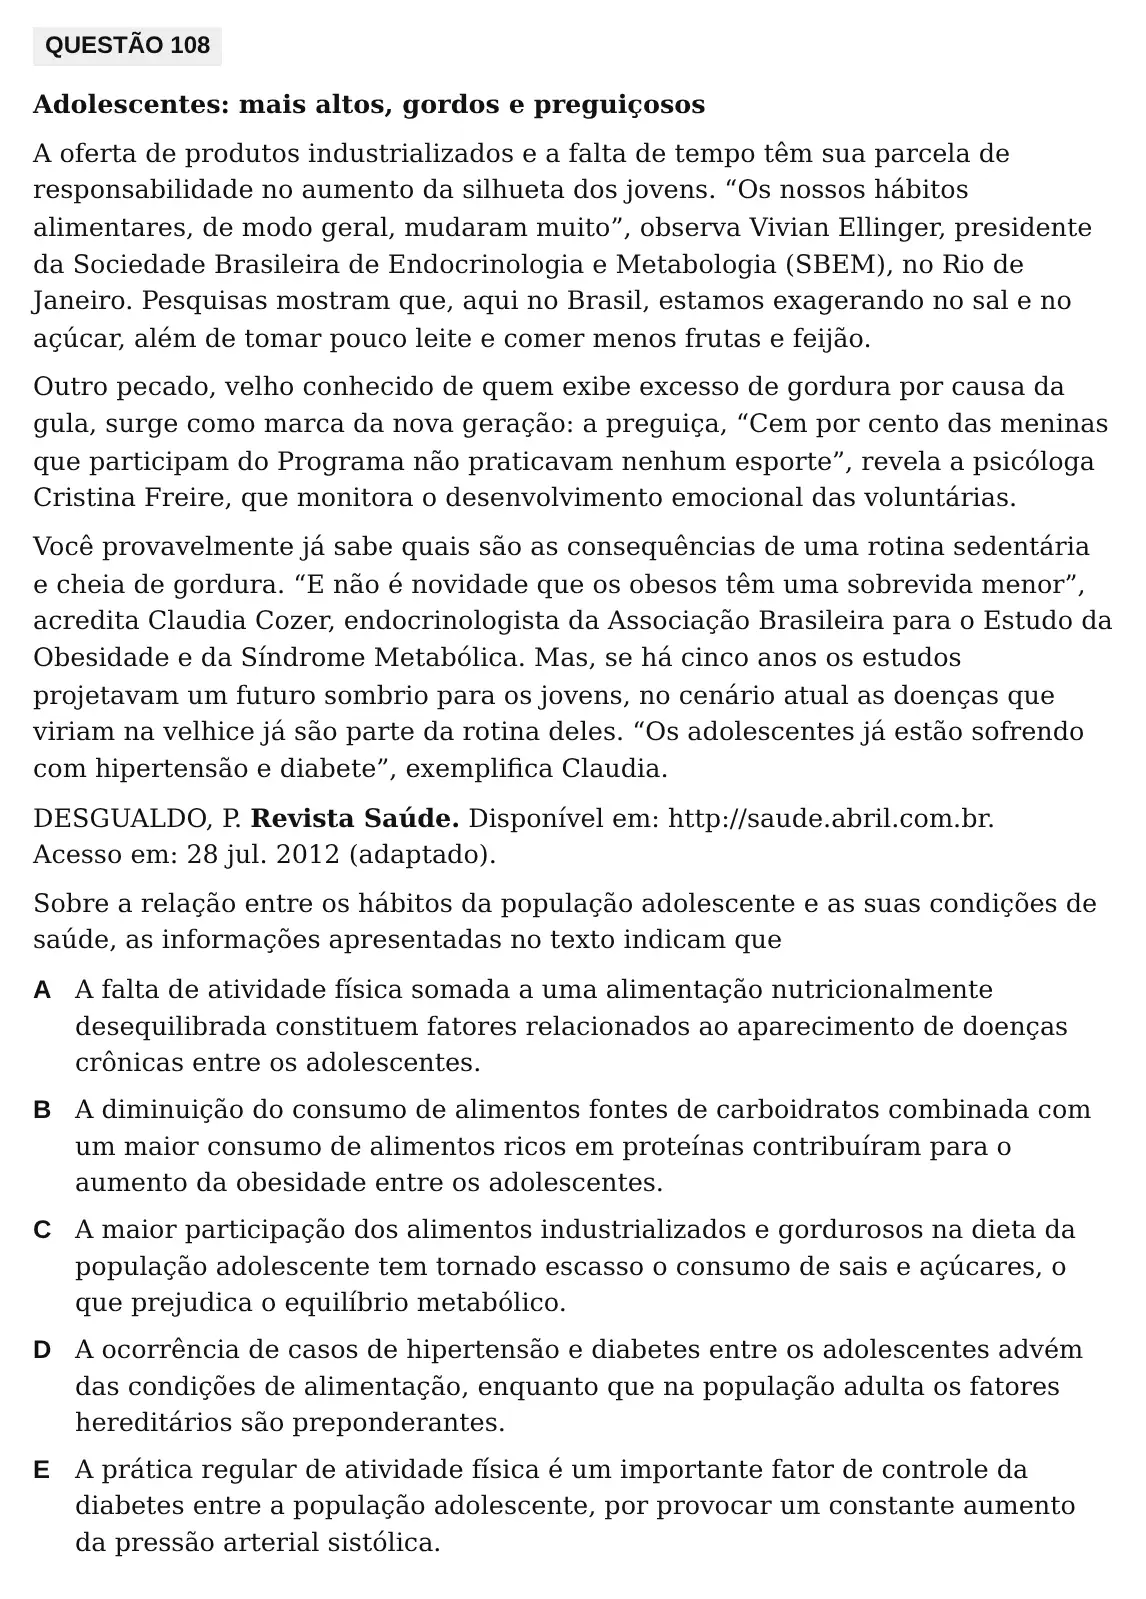 QUESTÃO 108
Adolescentes: mais altos, gordos e preguiçosos
A oferta de produtos industrializados e a falta de tempo têm sua parcela de
responsabilidade no aumento da silhueta dos jovens. “Os nossos hábitos
alimentares, de modo geral, mudaram muito”, observa Vivian Ellinger, presidente
da Sociedade Brasileira de Endocrinologia e Metabologia (SBEM), no Rio de
Janeiro. Pesquisas mostram que, aqui no Brasil, estamos exagerando no sal e no
açúcar, além de tomar pouco leite e comer menos frutas e feijão.
Outro pecado, velho conhecido de quem exibe excesso de gordura por causa da
gula, surge como marca da nova geração: a preguiça, “Cem por cento das meninas
que participam do Programa não praticavam nenhum esporte”, revela a psicóloga
Cristina Freire, que monitora o desenvolvimento emocional das voluntárias.
Você provavelmente já sabe quais são as consequências de uma rotina sedentária
e cheia de gordura. “E não é novidade que os obesos têm uma sobrevida menor”,
acredita Claudia Cozer, endocrinologista da Associação Brasileira para o Estudo da
Obesidade e da Síndrome Metabólica. Mas, se há cinco anos os estudos
projetavam um futuro sombrio para os jovens, no cenário atual as doenças que
viriam na velhice já são parte da rotina deles. “Os adolescentes já estão sofrendo
com hipertensão e diabete”, exemplifica Claudia.
DESGUALDO, P. Revista Saúde. Disponível em: http://saude.abril.com.br.
Acesso em: 28 jul. 2012 (adaptado).
Sobre a relação entre os hábitos da população adolescente e as suas condições de
saúde, as informações apresentadas no texto indicam que
A A falta de atividade física somada a uma alimentação nutricionalmente
desequilibrada constituem fatores relacionados ao aparecimento de doenças
crônicas entre os adolescentes.
B A diminuição do consumo de alimentos fontes de carboidratos combinada com
um maior consumo de alimentos ricos em proteínas contribuíram para o
aumento da obesidade entre os adolescentes.
C A maior participação dos alimentos industrializados e gordurosos na dieta da
população adolescente tem tornado escasso o consumo de sais e açúcares, o
que prejudica o equilíbrio metabólico.
D A ocorrência de casos de hipertensão e diabetes entre os adolescentes advém
das condições de alimentação, enquanto que na população adulta os fatores
hereditários são preponderantes.
E A prática regular de atividade física é um importante fator de controle da
diabetes entre a população adolescente, por provocar um constante aumento
da pressão arterial sistólica.